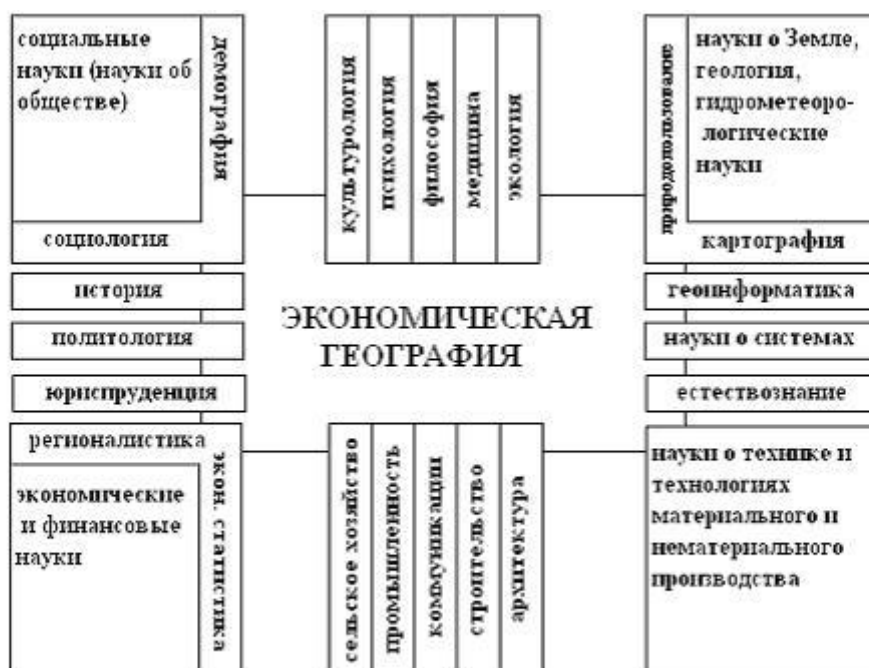 социальные
науки (науки об
обществе)
демография
социология
культурология
психология
философия
медицина
экология
природопользование
науки о Земле,
геология,
гидрометеоро-
логические
науки
картография
история
политология
юриспруденция
ЭКОНОМИЧЕСКАЯ
ГЕОГРАФИЯ
геоинформатика
науки о системах
естествознание
регионалистика
экономические
и финансовые
науки
экон. статистика
сельское хозяйство
промышленность
коммуникации
строительство
архитектура
науки о технике и
технологиях
материального и
нематериального
производства